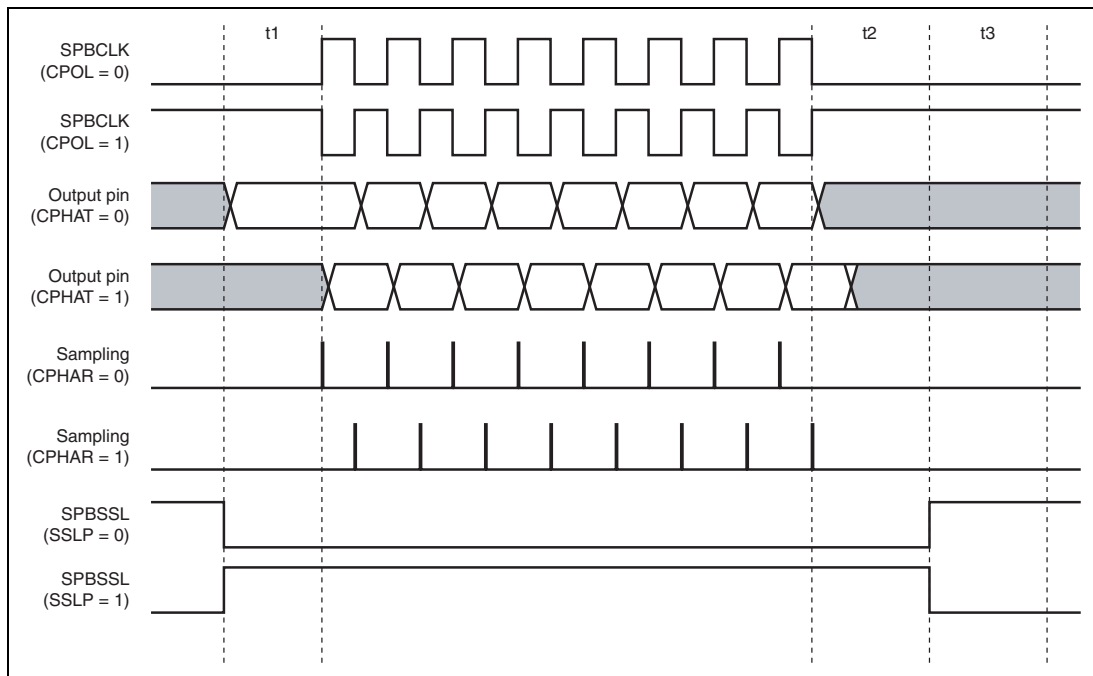 t1
t2
t3
SPBCLK
(CPOL = 0)
SPBCLK
(CPOL = 1)
Output pin
(CPHAT = 0)
Output pin
(CPHAT = 1)
Sampling
(CPHAR = 0)
Sampling
(CPHAR = 1)
SPBSSL
(SSLP = 0)
SPBSSL
(SSLP = 1)